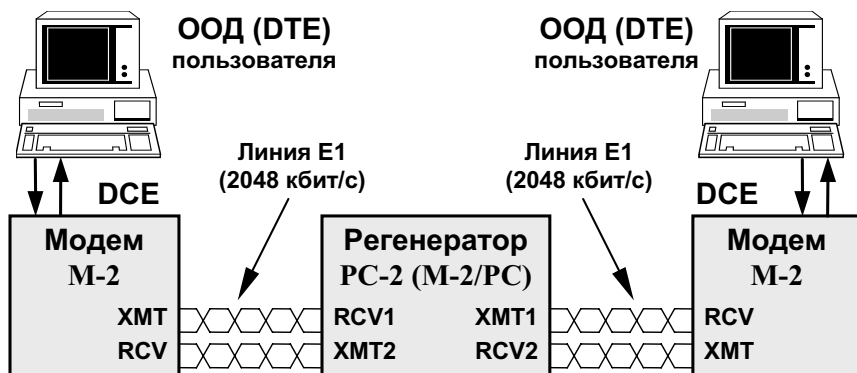 ООД (DTE)
пользователя
ООД (DTE)
пользователя
Линия Е1
(2048 кбит/с)
Линия Е1
(2048 кбит/с)
DCE
DCE
Модем
М-2
XMT
RCV
Регенератор
РС-2 (М-2/РС)
RCV1
XMT1
XMT2
RCV2
Модем
М-2
RCV
XMT